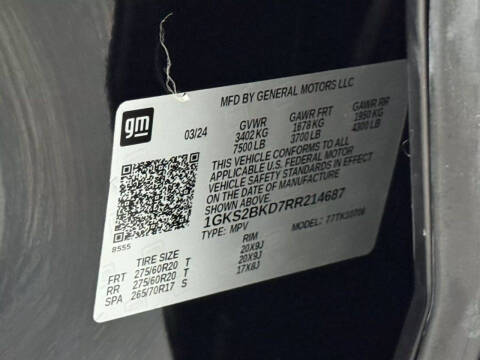 gm
MFD BY GENERAL MOTORS LLC
03/24 GVWR GAWR FRT GAWR RR
3402 KG 1678 KG 1950 KG
7500 LB 3700 LB 4300 LB
THIS VEHICLE CONFORMS TO ALL
APPLICABLE U.S. FEDERAL MOTOR
VEHICLE SAFETY STANDARDS IN EFFECT
ON THE DATE OF MANUFACTURE
SHOWN ABOVE.
1GKS2BKD7RR214687
TYPE: MPV MODEL:
8555
TIRE SIZE RIM
FRT 275/60R20 T 20X9J
RR 275/60R20 T 20X9J
SPA 265/70R17 S 17X8J